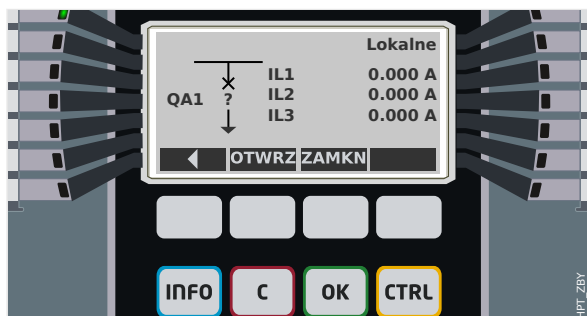 Lokalne
IL1 0.000 A
QA1 ? IL2 0.000 A
IL3 0.000 A
OTWRZ ZAMKN
INFO C OK CTRL
HPT_ZBY